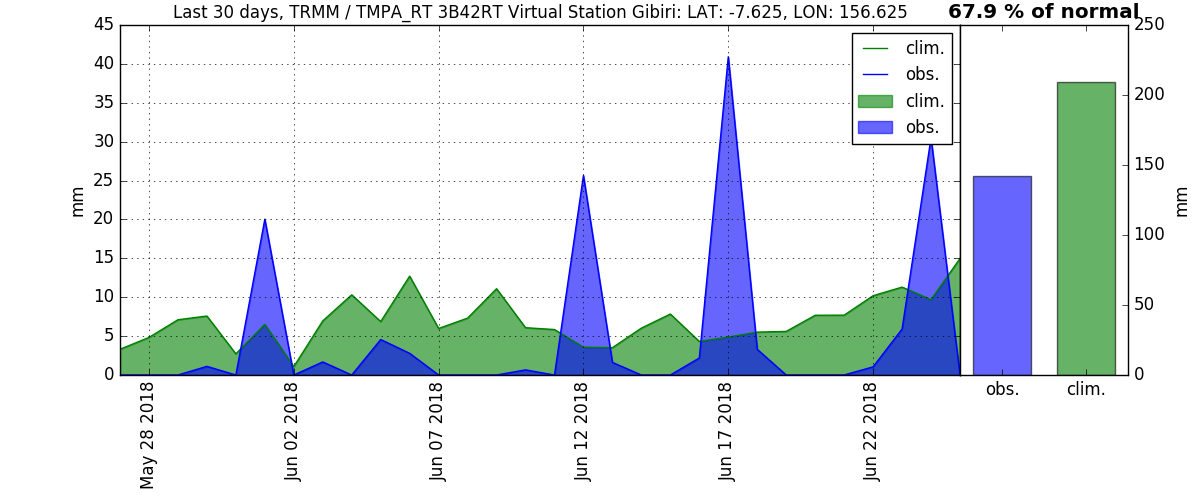 Last 30 days, TRMM / TMPA_RT 3B42RT Virtual Station Gibiri: LAT: -7.625, LON: 156.625
67.9 % of normal
45
40
35
30
25
20
15
10
5
0
mm
clim.
obs.
clim.
obs.
May 28 2018
Jun 02 2018
Jun 07 2018
Jun 12 2018
Jun 17 2018
Jun 22 2018
250
200
150
100
50
0
mm
obs.
clim.